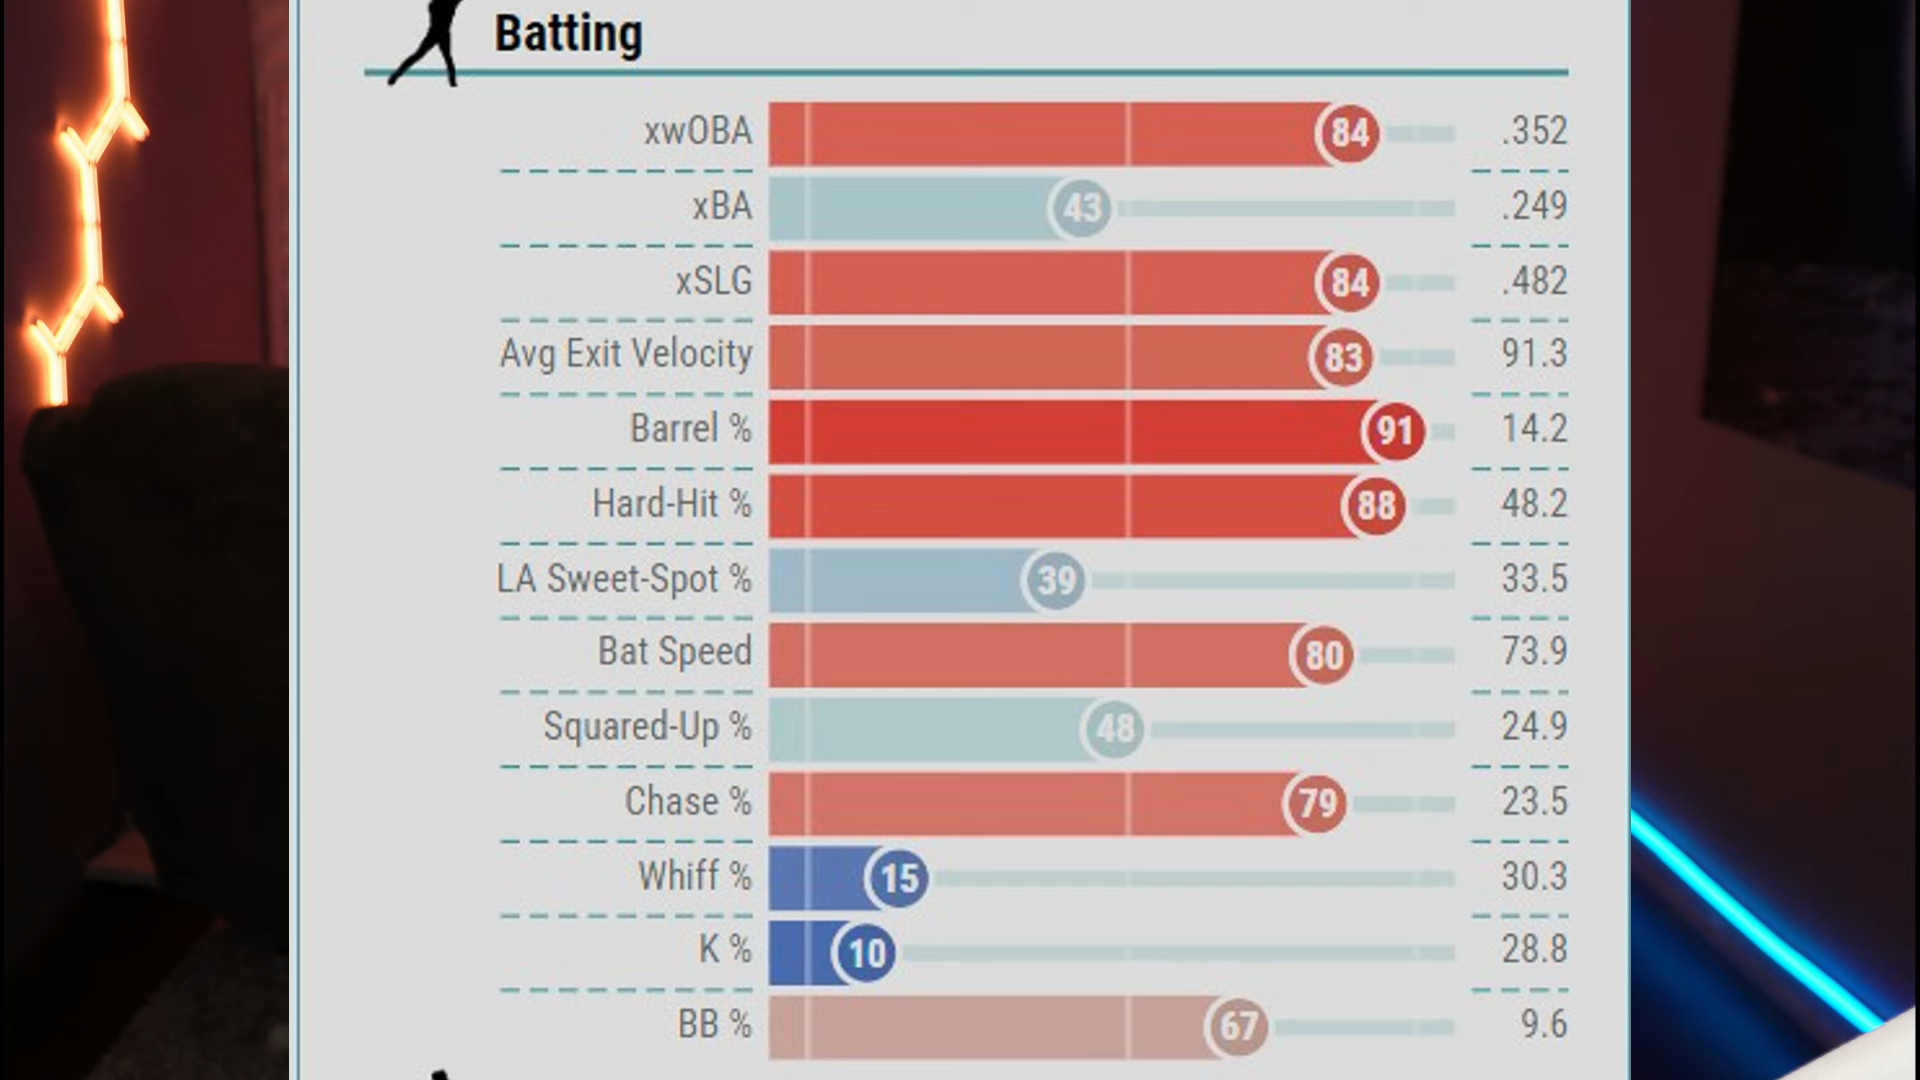 Batting
xwOBA 84 .352
xBA 43 .249
xSLG 84 .482
Avg Exit Velocity 83 91.3
Barrel % 91 14.2
Hard-Hit % 88 48.2
LA Sweet-Spot % 39 33.5
Bat Speed 80 73.9
Squared-Up % 48 24.9
Chase % 79 23.5
Whiff % 15 30.3
K % 10 28.8
BB % 67 9.6